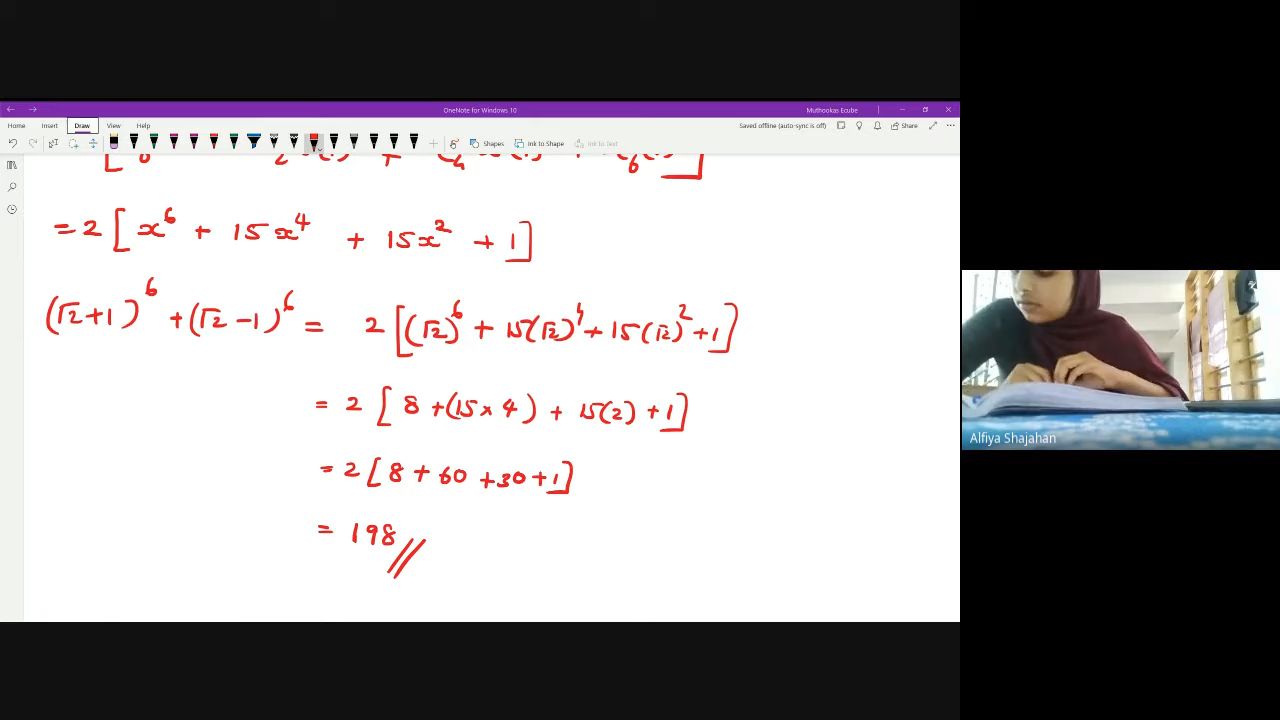 OneNote for Windows 10
Muthookas Ecube
Home Insert Draw View Help
Saved offline (auto-sync is off) Share
Shapes Ink to Shape Ink to Text
= 2 [ x⁶ + 15x⁴ + 15x² + 1 ]
(√2+1)⁶ + (√2-1)⁶ = 2 [(√2)⁶ + 15(√2)⁴ + 15(√2)² + 1]
= 2 [ 8 + (15 × 4) + 15(2) + 1 ]
= 2 [ 8 + 60 + 30 + 1 ]
= 198 //
Alfiya Shajahan